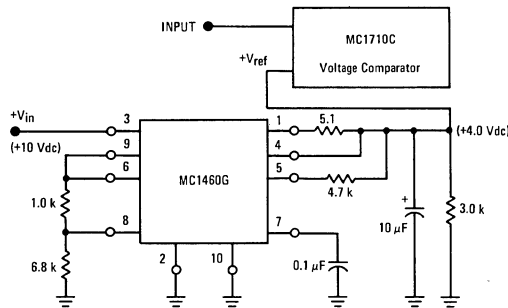 INPUT
MC1710C
Voltage Comparator
+Vref
+Vin
(+10 Vdc)
3
9
6
8
MC1460G
2
10
1
4
5
7
5.1
4.7 k
(+4.0 Vdc)
1.0 k
6.8 k
0.1 μF
+
10 μF
3.0 k